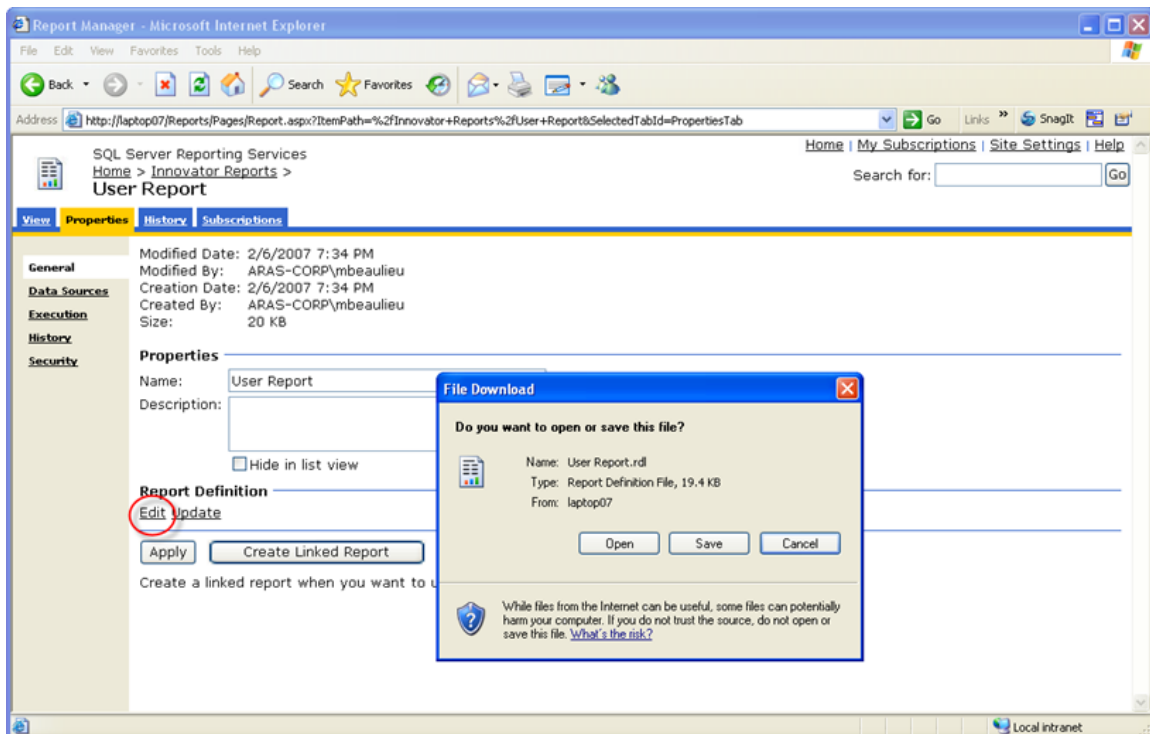 Report Manager - Microsoft Internet Explorer
File Edit View Favorites Tools Help
Back Search Favorites
Address http://laptop07/Reports/Pages/Report.aspx?ItemPath=%2fInnovator+Reports%2fUser+Report&SelectedTabId=PropertiesTab Go Links » SnagIt
Home | My Subscriptions | Site Settings | Help
SQL Server Reporting Services
Home > Innovator Reports >
User Report
Search for: Go
View Properties History Subscriptions
General
Data Sources
Execution
History
Security
Modified Date: 2/6/2007 7:34 PM
Modified By: ARAS-CORP\mbeaulieu
Creation Date: 2/6/2007 7:34 PM
Created By: ARAS-CORP\mbeaulieu
Size: 20 KB
Properties
Name: User Report
Description:
Hide in list view
Report Definition
Edit Update
Apply Create Linked Report
Create a linked report when you want to u
File Download
Do you want to open or save this file?
Name: User Report.rdl
Type: Report Definition File, 19.4 KB
From: laptop07
Open Save Cancel
While files from the Internet can be useful, some files can potentially
harm your computer. If you do not trust the source, do not open or
save this file. What's the risk?
Local intranet